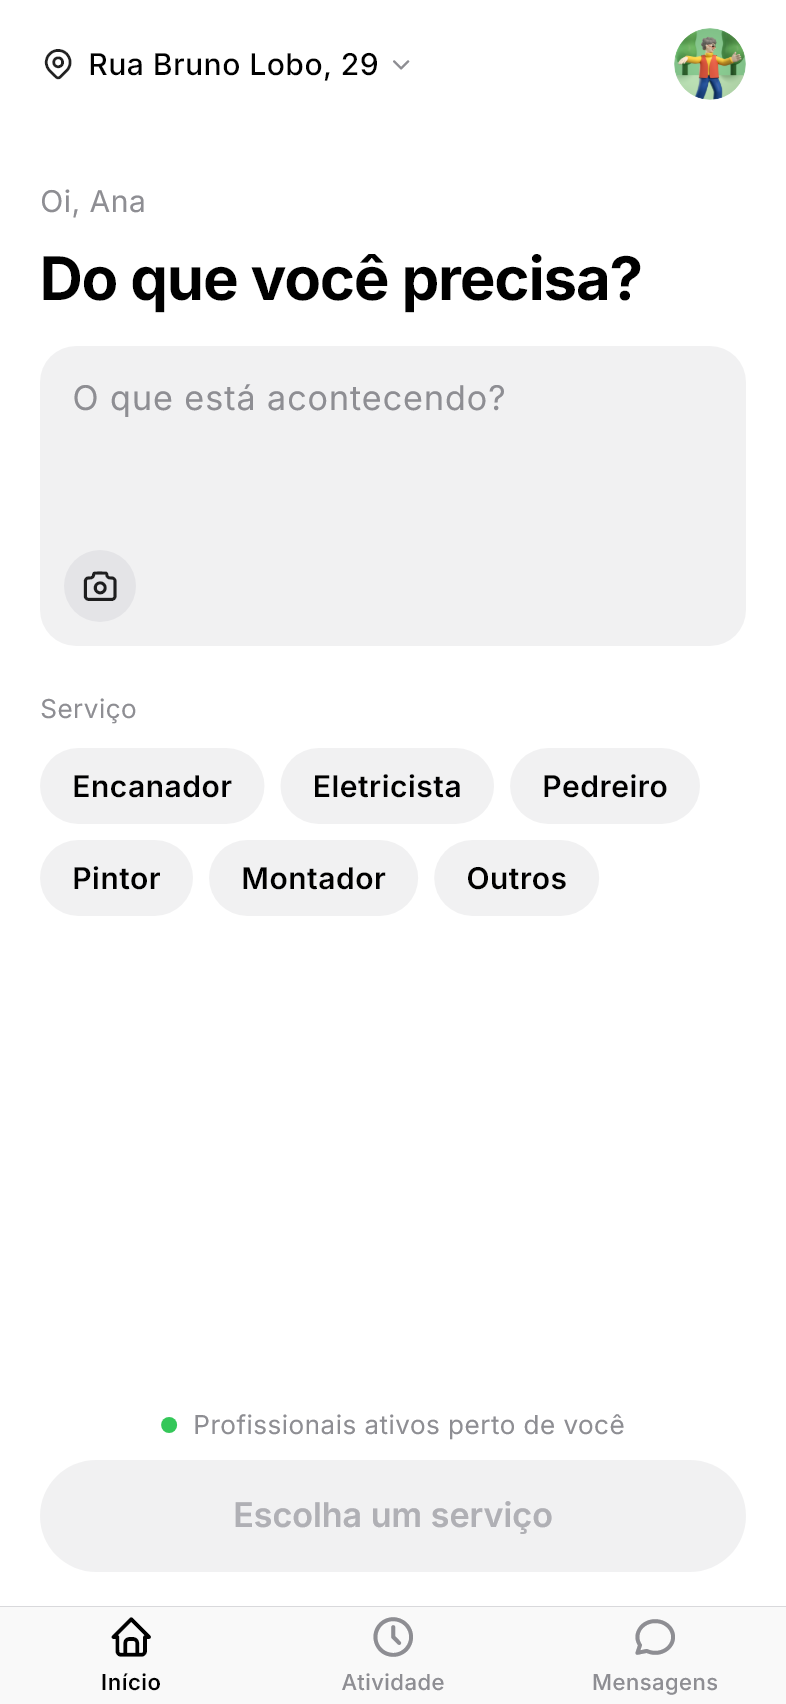 Rua Bruno Lobo, 29
Oi, Ana
Do que você precisa?
O que está acontecendo?
Serviço
Encanador Eletricista Pedreiro
Pintor Montador Outros
Profissionais ativos perto de você
Escolha um serviço
Início Atividade Mensagens